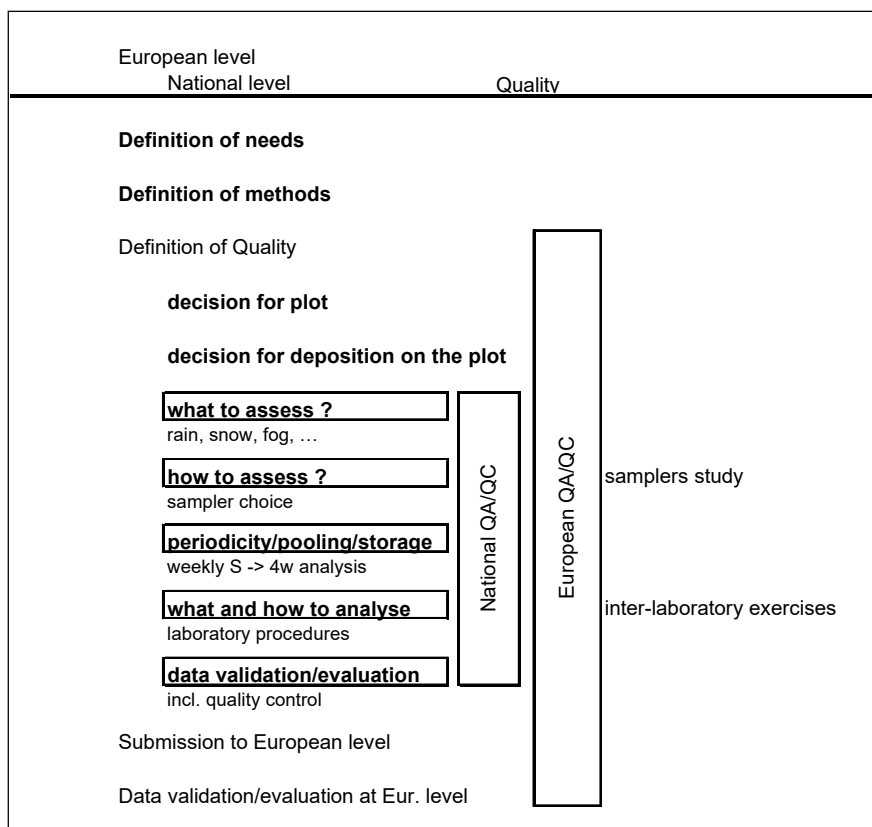 European level
National level
Quality
Definition of needs
Definition of methods
Definition of Quality
decision for plot
decision for deposition on the plot
what to assess ?
rain, snow, fog, …
how to assess ?
sampler choice
periodicity/pooling/storage
weekly S -> 4w analysis
what and how to analyse
laboratory procedures
data validation/evaluation
incl. quality control
Submission to European level
Data validation/evaluation at Eur. level
National QA/QC
European QA/QC
samplers study
inter-laboratory exercises